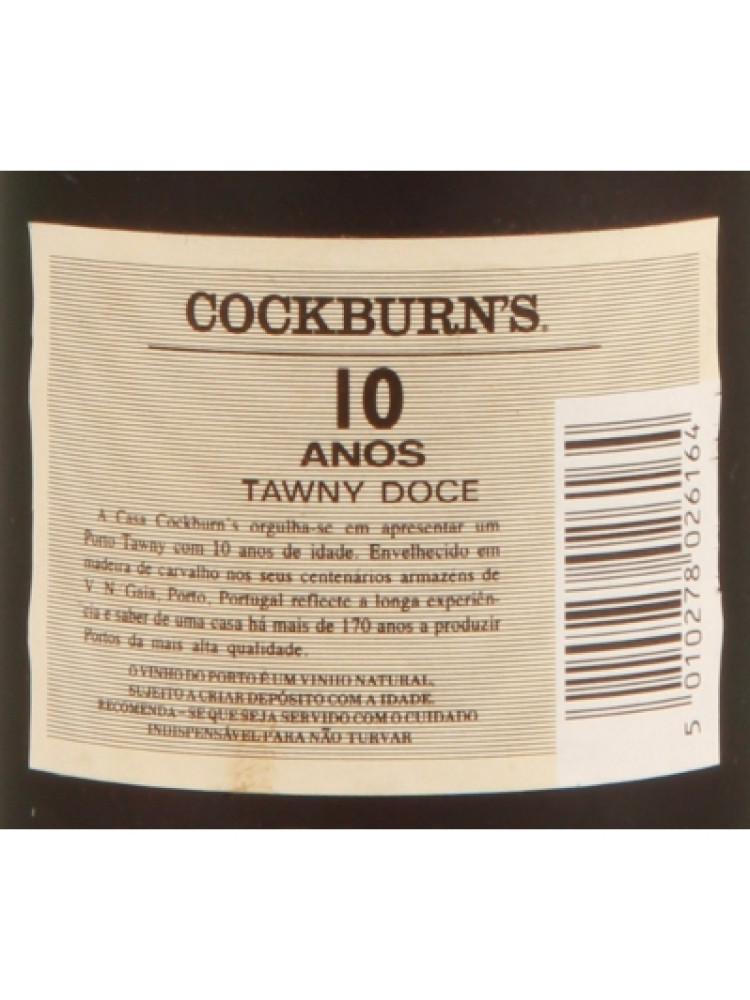 COCKBURN'S.
10
ANOS
TAWNY DOCE
A Casa Cockburn's orgulha-se em apresentar um
Porto Tawny com 10 anos de idade. Envelhecido em
madeira de carvalho nos seus centenários armazéns de
V. N. Gaia, Porto, Portugal reflecte a longa experiên-
cia e saber de uma casa há mais de 170 anos a produzir
Portos da mais alta qualidade.
O VINHO DO PORTO É UM VINHO NATURAL,
SUJEITO A CRIAR DEPÓSITO COM A IDADE.
RECOMENDA-SE QUE SEJA SERVIDO COM O CUIDADO
INDISPENSÁVEL PARA NÃO TURVAR
5 010278 026164